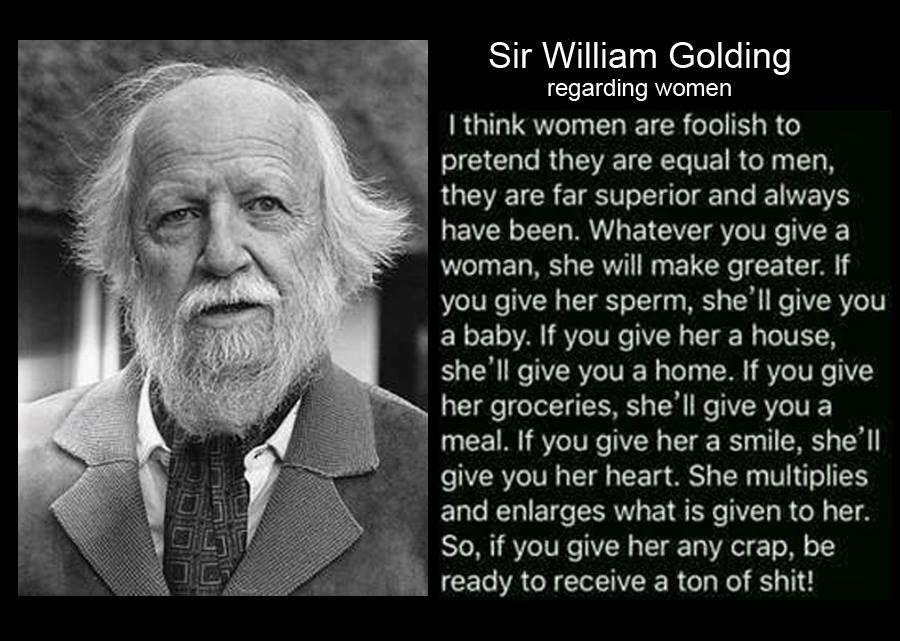 Sir William Golding
regarding women
I think women are foolish to
pretend they are equal to men,
they are far superior and always
have been. Whatever you give a
woman, she will make greater. If
you give her sperm, she’ll give you
a baby. If you give her a house,
she’ll give you a home. If you give
her groceries, she’ll give you a
meal. If you give her a smile, she’ll
give you her heart. She multiplies
and enlarges what is given to her.
So, if you give her any crap, be
ready to receive a ton of shit!